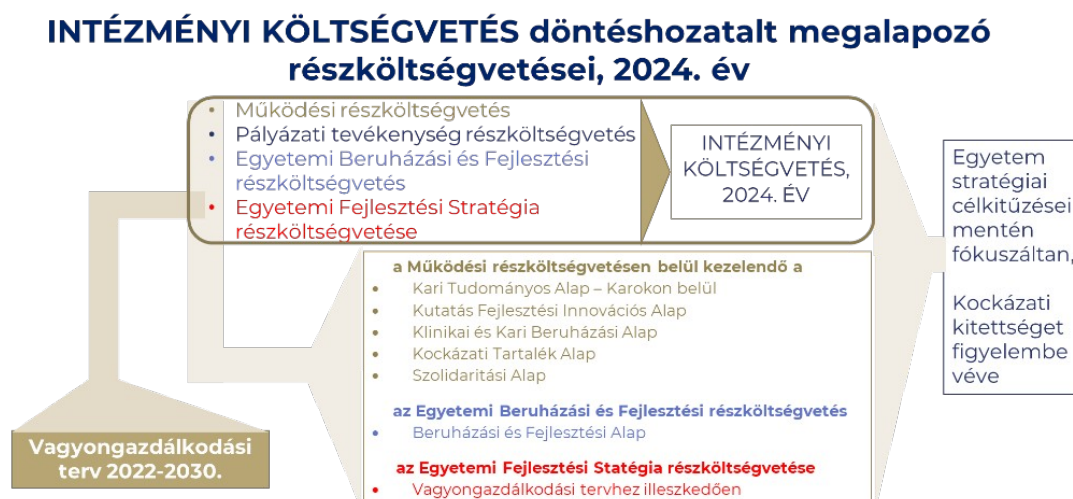 INTÉZMÉNYI KÖLTSÉGVETÉS döntéshozatalt megalapozó
részköltségvetései, 2024. év
• Működési részköltségvetés
• Pályázati tevékenység részköltségvetés
• Egyetemi Beruházási és Fejlesztési
részköltségvetés
• Egyetemi Fejlesztési Stratégia
részköltségvetése
INTÉZMÉNYI
KÖLTSÉGVETÉS,
2024. ÉV
a Működési részköltségvetésen belül kezelendő a
• Kari Tudományos Alap – Karokon belül
• Kutatás Fejlesztési Innovációs Alap
• Klinikai és Kari Beruházási Alap
• Kockázati Tartalék Alap
• Szolidaritási Alap
az Egyetemi Beruházási és Fejlesztési részköltségvetés
• Beruházási és Fejlesztési Alap
az Egyetemi Fejlesztési Statégia részköltségvetése
• Vagyongazdálkodási tervhez illeszkedően
Egyetem
stratégiai
célkitűzései
mentén
fókuszáltan,
Kockázati
kitettséget
figyelembe
véve
Vagyongazdálkodási
terv 2022-2030.